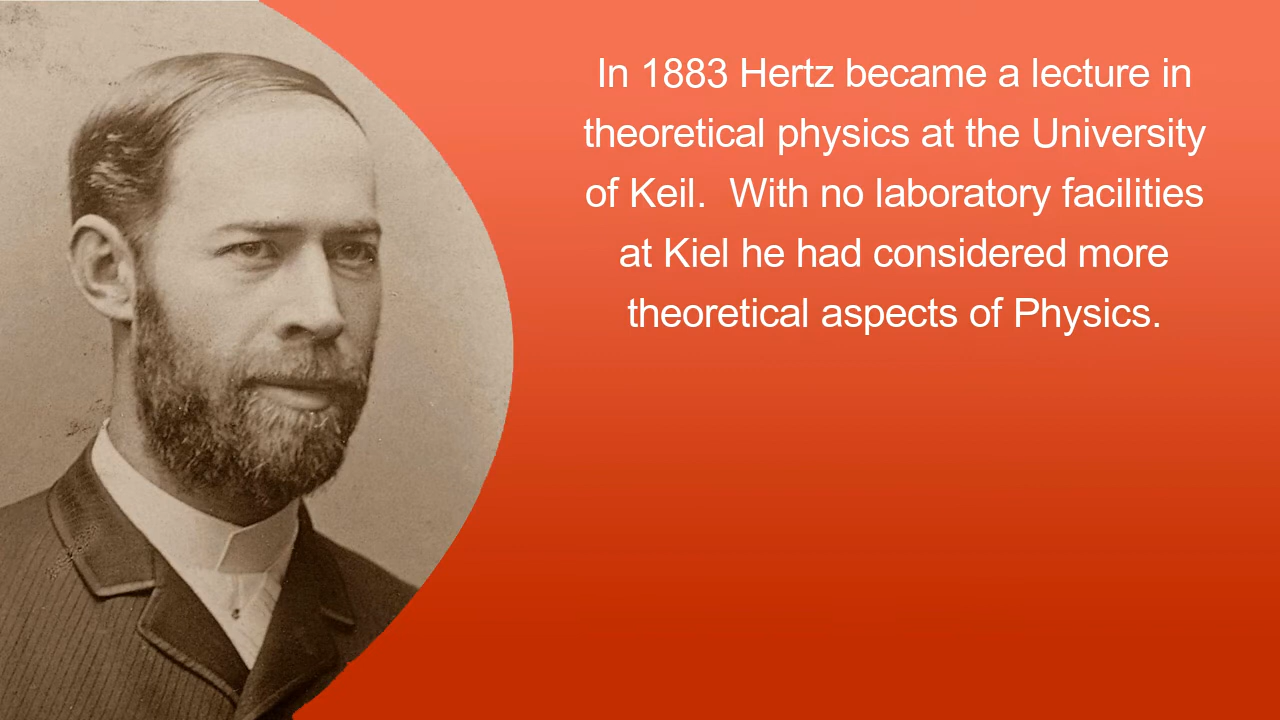 In 1883 Hertz became a lecture in
theoretical physics at the University
of Keil.  With no laboratory facilities
at Kiel he had considered more
theoretical aspects of Physics.